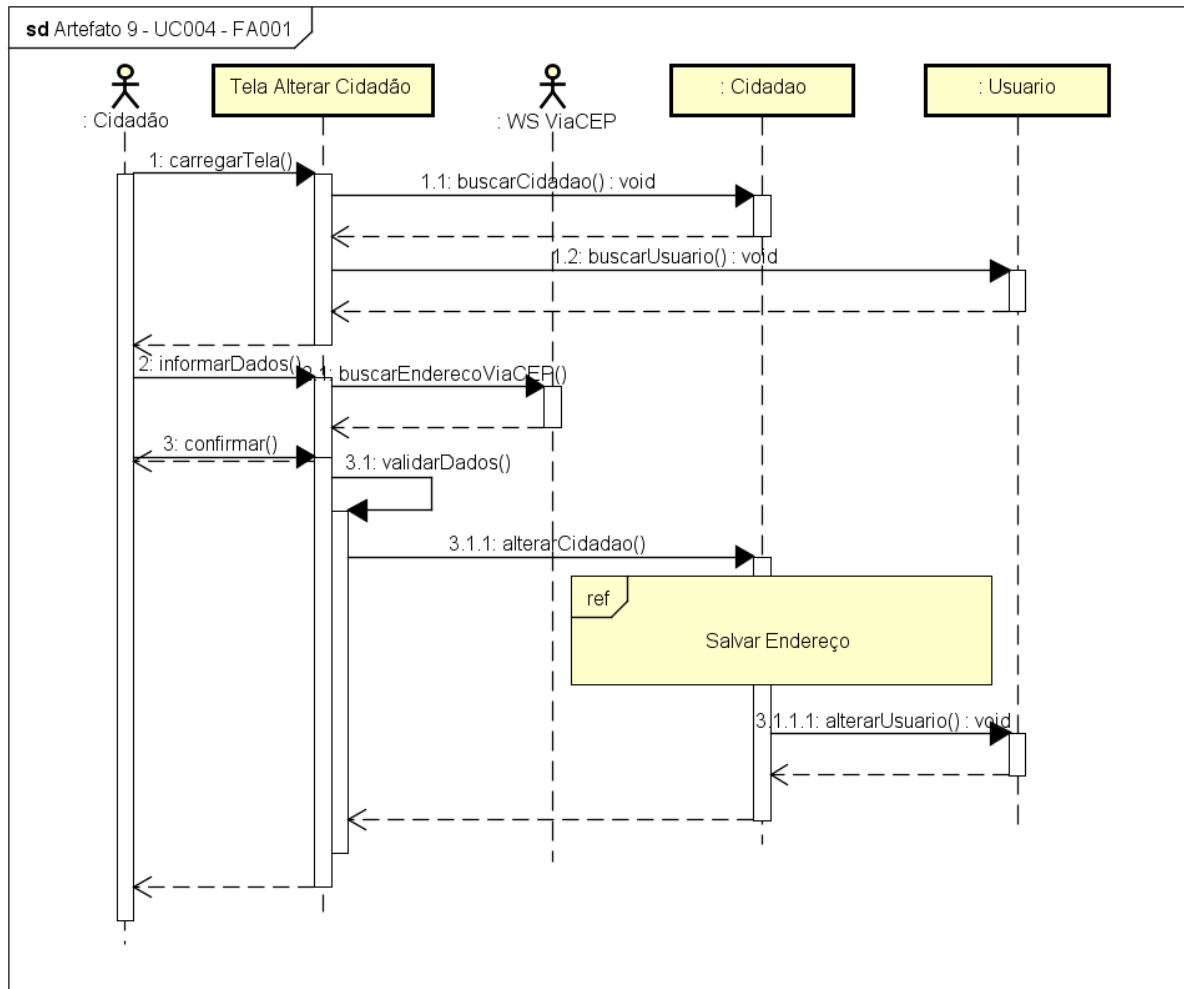 sd Artefato 9 - UC004 - FA001
Tela Alterar Cidadão
: Cidadao
: Usuario
: Cidadão
: WS ViaCEP
1: carregarTela()
1.1: buscarCidadao() : void
1.2: buscarUsuario() : void
2: informarDados()
2.1: buscarEnderecoViaCEP()
3: confirmar()
3.1: validarDados()
3.1.1: alterarCidadao()
ref
Salvar Endereço
3.1.1.1: alterarUsuario() : void